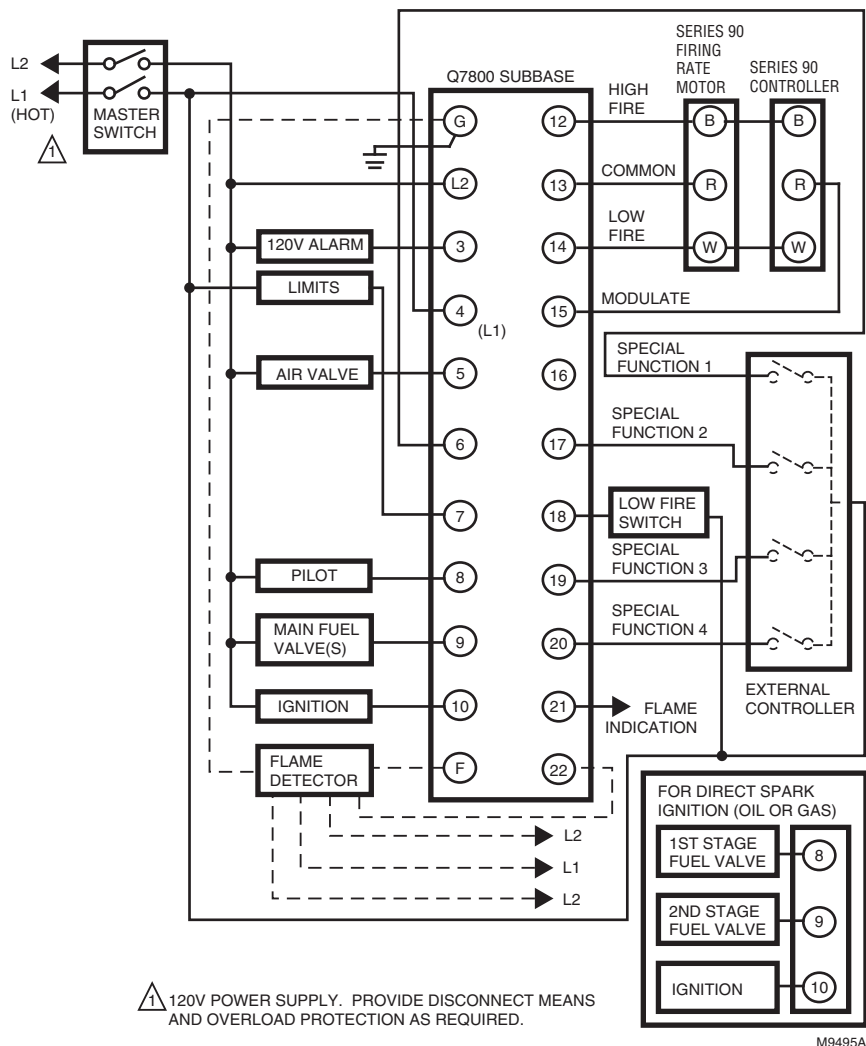 SERIES 90
FIRING
RATE
MOTOR
SERIES 90
CONTROLLER
L2
L1
(HOT)
MASTER
SWITCH
1
Q7800 SUBBASE
HIGH
FIRE
G
12
B
B
COMMON
L2
13
R
R
LOW
FIRE
120V ALARM
3
14
W
W
LIMITS
MODULATE
4
(L1)
15
SPECIAL
FUNCTION 1
AIR VALVE
5
16
SPECIAL
FUNCTION 2
6
17
LOW FIRE
SWITCH
7
18
SPECIAL
FUNCTION 3
PILOT
8
19
SPECIAL
FUNCTION 4
MAIN FUEL
VALVE(S)
9
20
EXTERNAL
CONTROLLER
IGNITION
10
21
FLAME
INDICATION
FLAME
DETECTOR
F
22
L2
L1
L2
FOR DIRECT SPARK
IGNITION (OIL OR GAS)
1ST STAGE
FUEL VALVE
8
2ND STAGE
FUEL VALVE
9
IGNITION
10
1 120V POWER SUPPLY. PROVIDE DISCONNECT MEANS
AND OVERLOAD PROTECTION AS REQUIRED.
M9495A